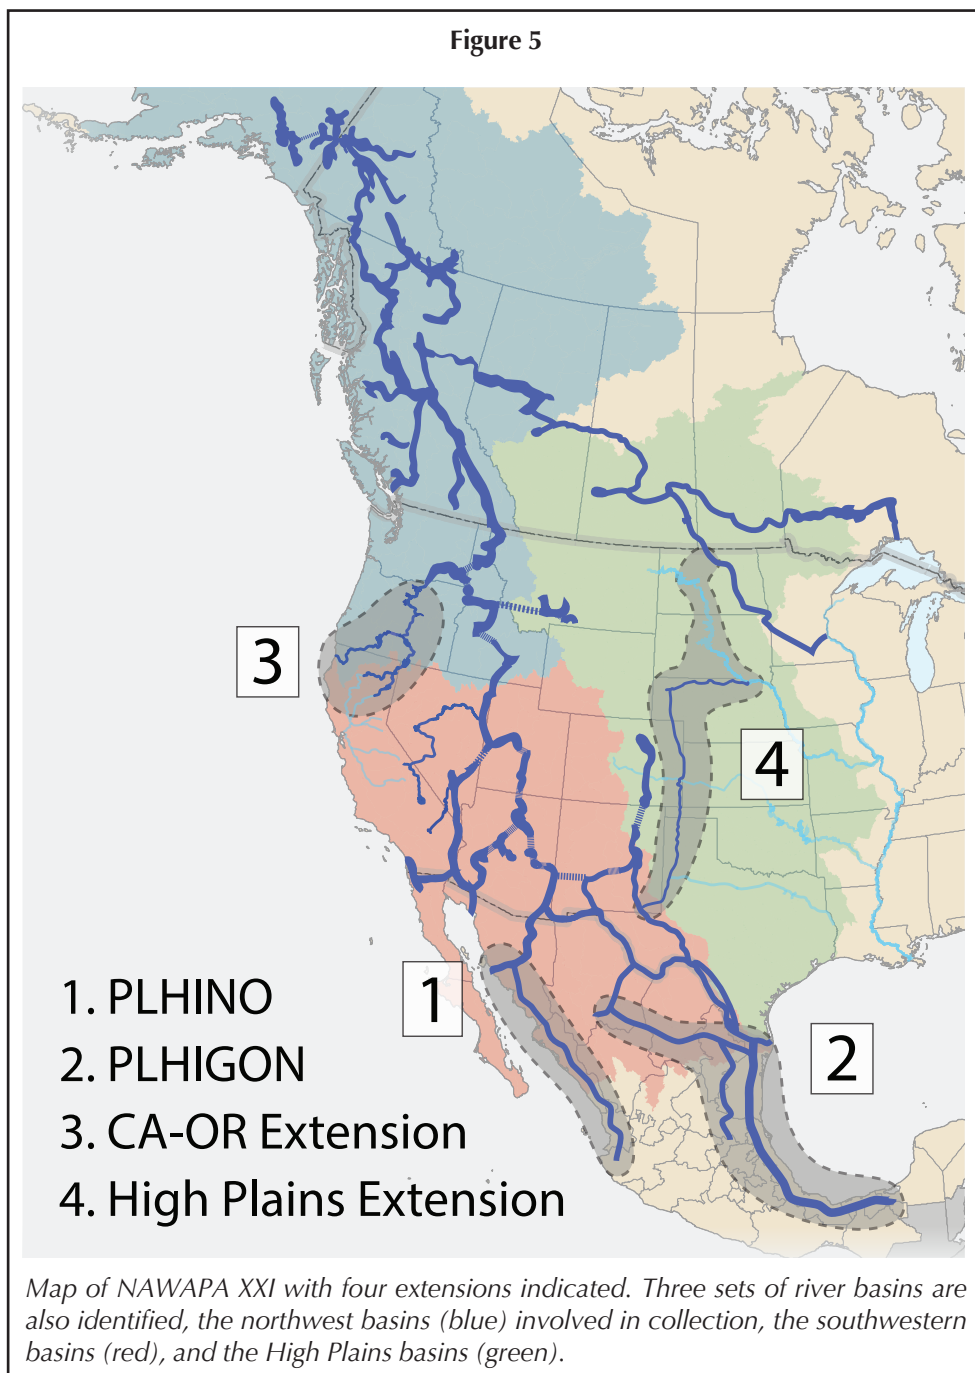 Figure 5
3
4
1
2
1. PLHINO
2. PLHIGON
3. CA-OR Extension
4. High Plains Extension
Map of NAWAPA XXI with four extensions indicated. Three sets of river basins are
also identified, the northwest basins (blue) involved in collection, the southwestern
basins (red), and the High Plains basins (green).